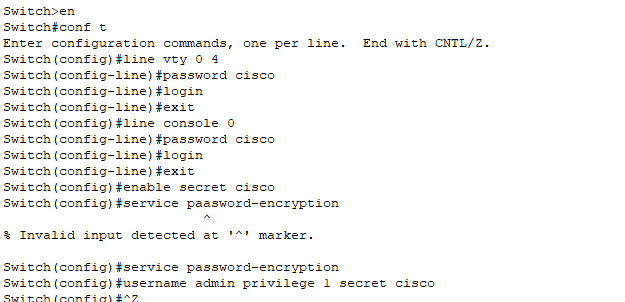 Switch>en
Switch#conf t
Enter configuration commands, one per line.  End with CNTL/Z.
Switch(config)#line vty 0 4
Switch(config-line)#password cisco
Switch(config-line)#login
Switch(config-line)#exit
Switch(config)#line console 0
Switch(config-line)#password cisco
Switch(config-line)#login
Switch(config-line)#exit
Switch(config)#enable secret cisco
Switch(config)#service paasword-encryption
^
% Invalid input detected at '^' marker.
Switch(config)#service password-encryption
Switch(config)#username admin privilege 1 secret cisco
Switch(config)#^Z